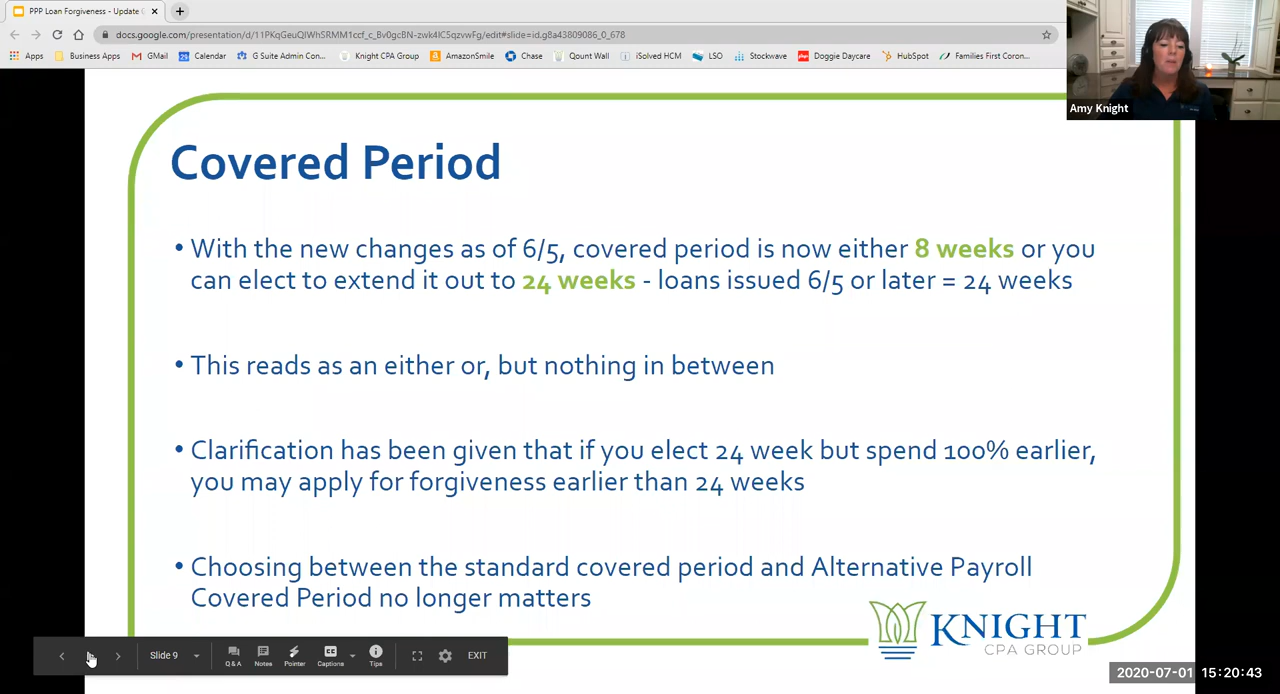 PPP Loan Forgiveness - Update
docs.google.com/presentation/d/11PKqGeuQIWhSRMM1ccf_c_Bv0gcBN-zwk4IC5qzvwFg/edit#slide=id.g8a43809086_0_678
Apps Business Apps GMail Calendar G Suite Admin Con... Knight CPA Group AmazonSmile Chase Qount Wall iSolved HCM LSO Stockwave Doggie Daycare HubSpot Families First Coron...
Amy Knight
Covered Period
• With the new changes as of 6/5, covered period is now either 8 weeks or you
can elect to extend it out to 24 weeks - loans issued 6/5 or later = 24 weeks
• This reads as an either or, but nothing in between
• Clarification has been given that if you elect 24 week but spend 100% earlier,
you may apply for forgiveness earlier than 24 weeks
• Choosing between the standard covered period and Alternative Payroll
Covered Period no longer matters
KNIGHT
CPA GROUP
Slide 9 Q & A Notes Pointer Captions Tips EXIT
2020-07-01 15:20:43